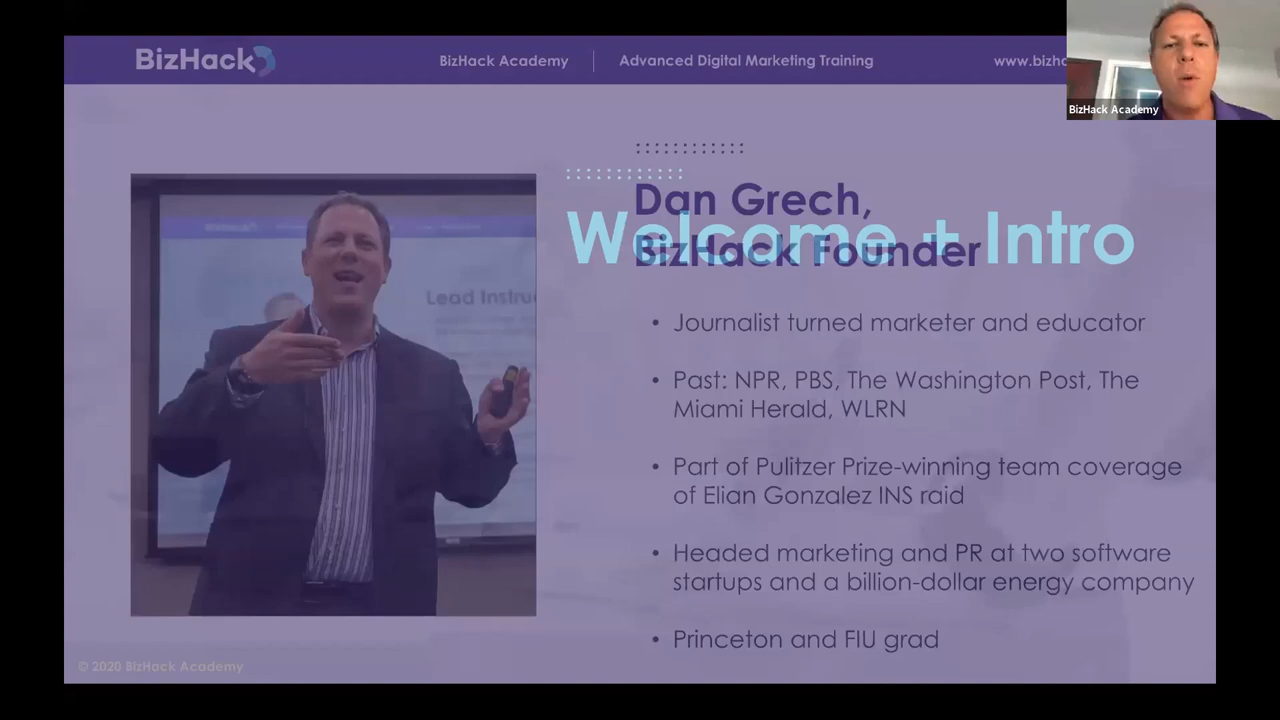 BizHack
BizHack Academy
Advanced Digital Marketing Training
www.bizh
BizHack Academy
Dan Grech,
Welcome + Intro
BizHack Founder
Lead Instru
• Journalist turned marketer and educator
• Past: NPR, PBS, The Washington Post, The
Miami Herald, WLRN
• Part of Pulitzer Prize-winning team coverage
of Elian Gonzalez INS raid
• Headed marketing and PR at two software
startups and a billion-dollar energy company
• Princeton and FIU grad
© 2020 BizHack Academy